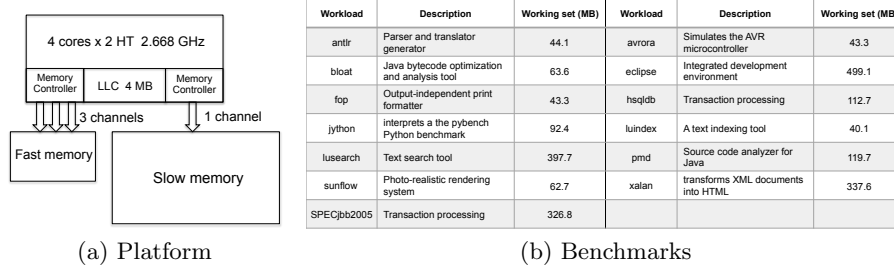 4 cores x 2 HT 2.668 GHz
Memory Controller
LLC 4 MB
Memory Controller
3 channels
1 channel
Fast memory
Slow memory
(a) Platform
Workload Description Working set (MB) Workload Description Working set (MB)
antlr Parser and translator generator 44.1 avrora Simulates the AVR microcontroller 43.3
bloat Java bytecode optimization and analysis tool 63.6 eclipse Integrated development environment 499.1
fop Output-independent print formatter 43.3 hsqldb Transaction processing 112.7
jython interprets a the pybench Python benchmark 92.4 luindex A text indexing tool 40.1
lusearch Text search tool 397.7 pmd Source code analyzer for Java 119.7
sunflow Photo-realistic rendering system 62.7 xalan transforms XML documents into HTML 337.6
SPECjbb2005 Transaction processing 326.8
(b) Benchmarks